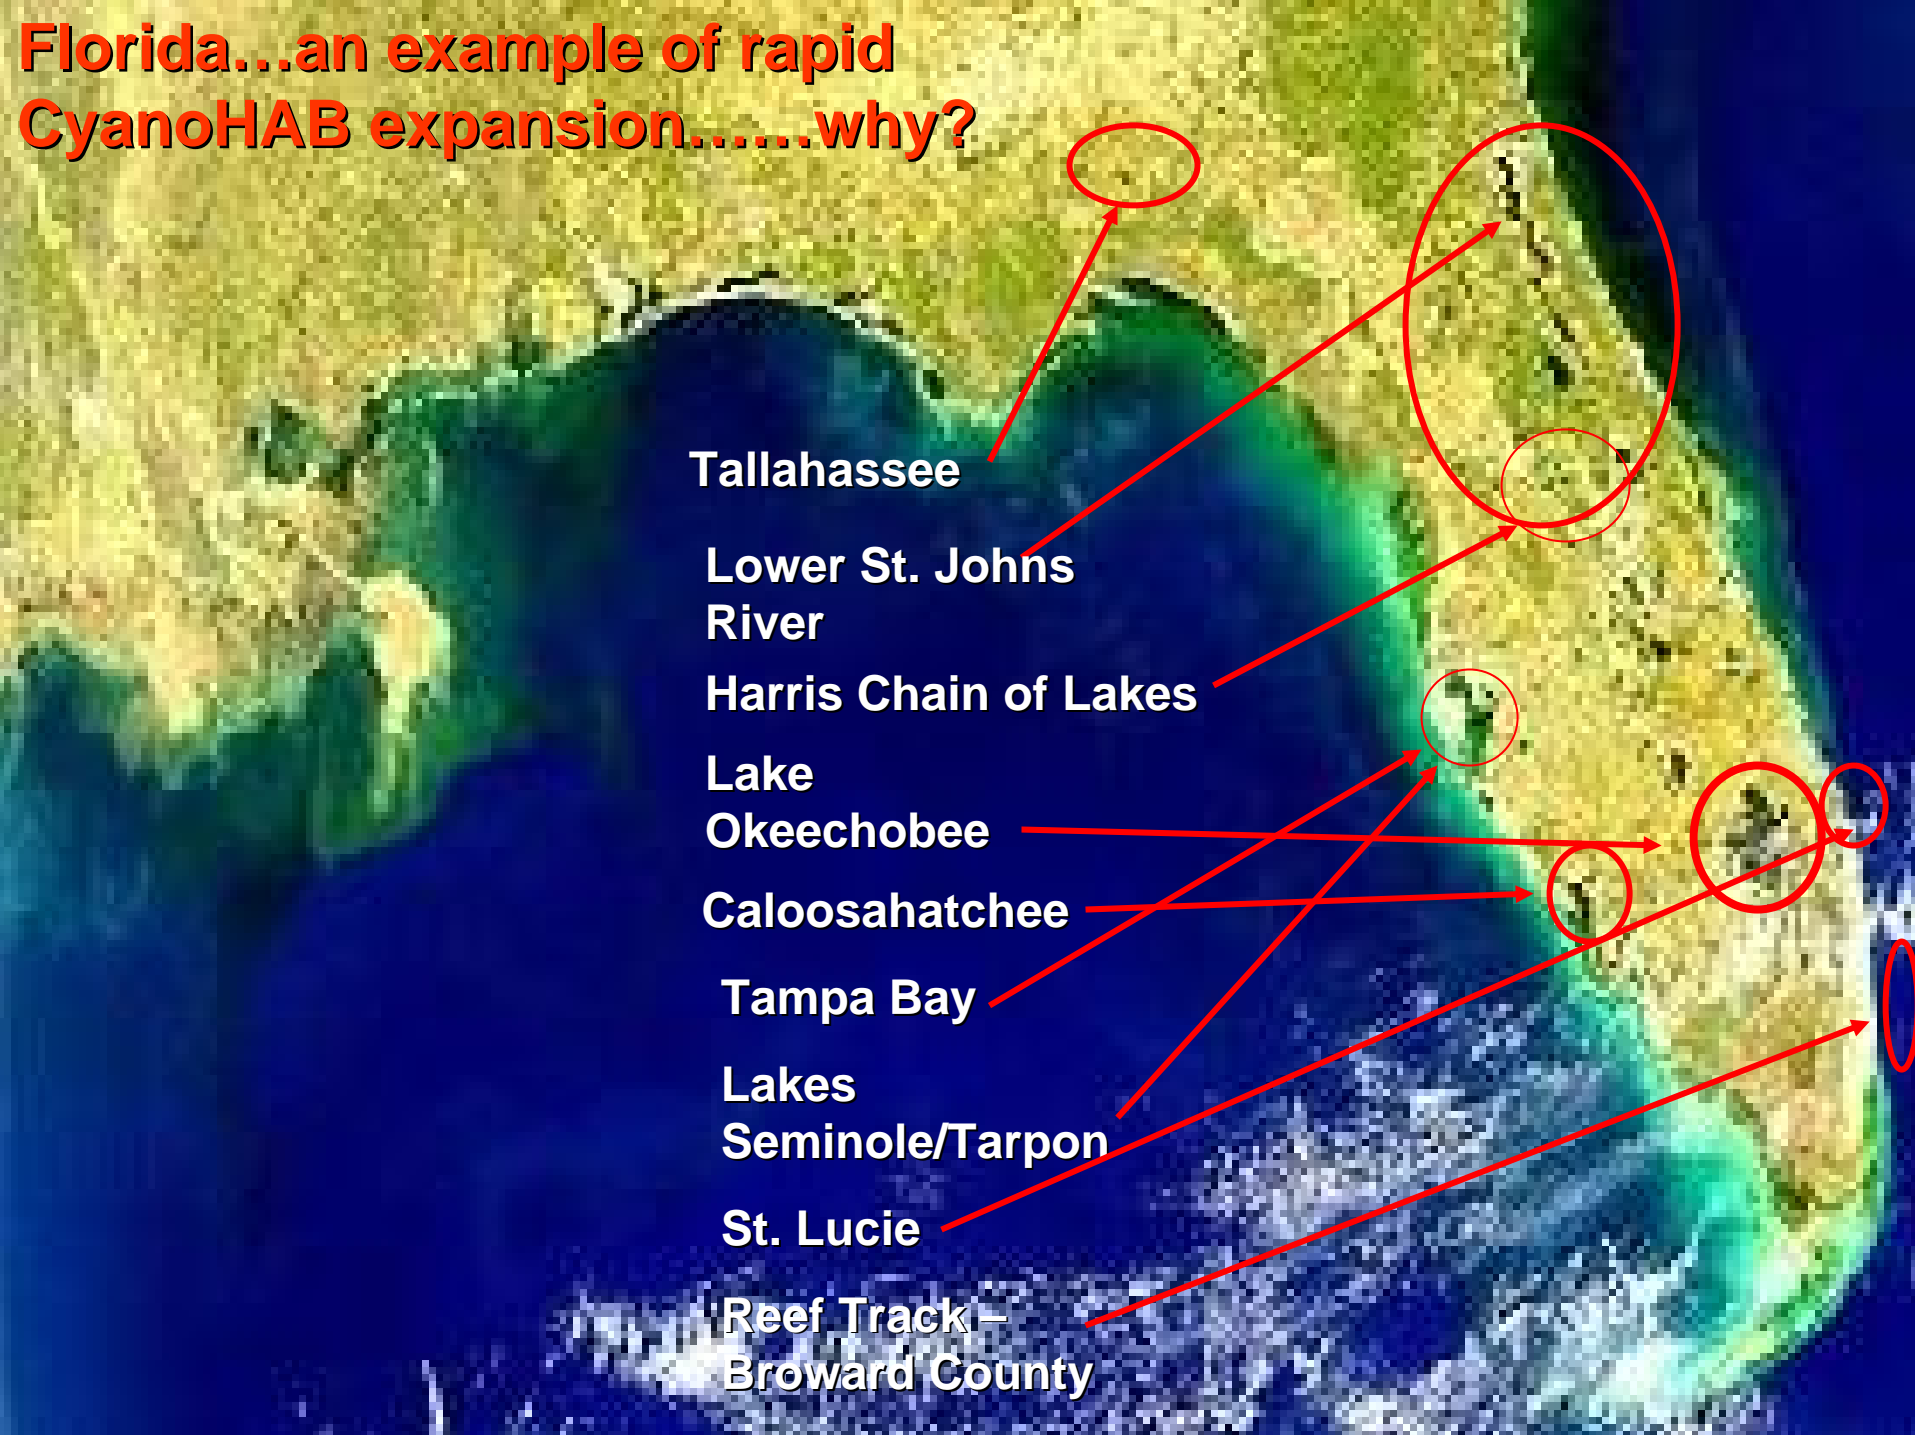 Florida…an example of rapid
CyanoHAB expansion……why?
Tallahassee
Lower St. Johns
River
Harris Chain of Lakes
Lake
Okeechobee
Caloosahatchee
Tampa Bay
Lakes
Seminole/Tarpon
St. Lucie
Reef Track –
Broward County